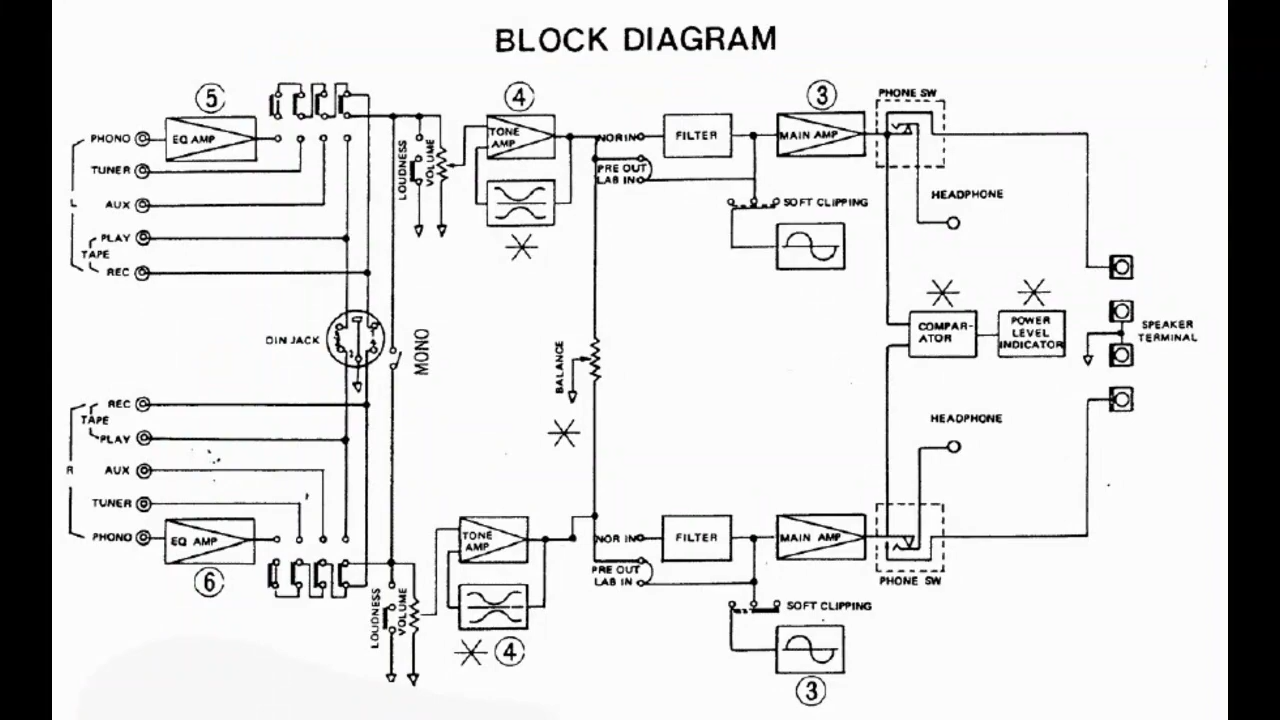 BLOCK DIAGRAM
5
4
3
PHONE SW
PHONO
EQ AMP
TUNER
AUX
PLAY
TAPE
REC
L
LOUDNESS
VOLUME
TONE
AMP
NOR IN
PRE OUT
LAB IN
FILTER
MAIN AMP
SOFT CLIPPING
HEADPHONE
DIN JACK
MONO
BALANCE
COMPAR-
ATOR
POWER
LEVEL
INDICATOR
SPEAKER
TERMINAL
REC
TAPE
PLAY
AUX
R
TUNER
PHONO
EQ AMP
6
LOUDNESS
VOLUME
TONE
AMP
4
NOR IN
PRE OUT
LAB IN
FILTER
MAIN AMP
HEADPHONE
PHONE SW
SOFT CLIPPING
3